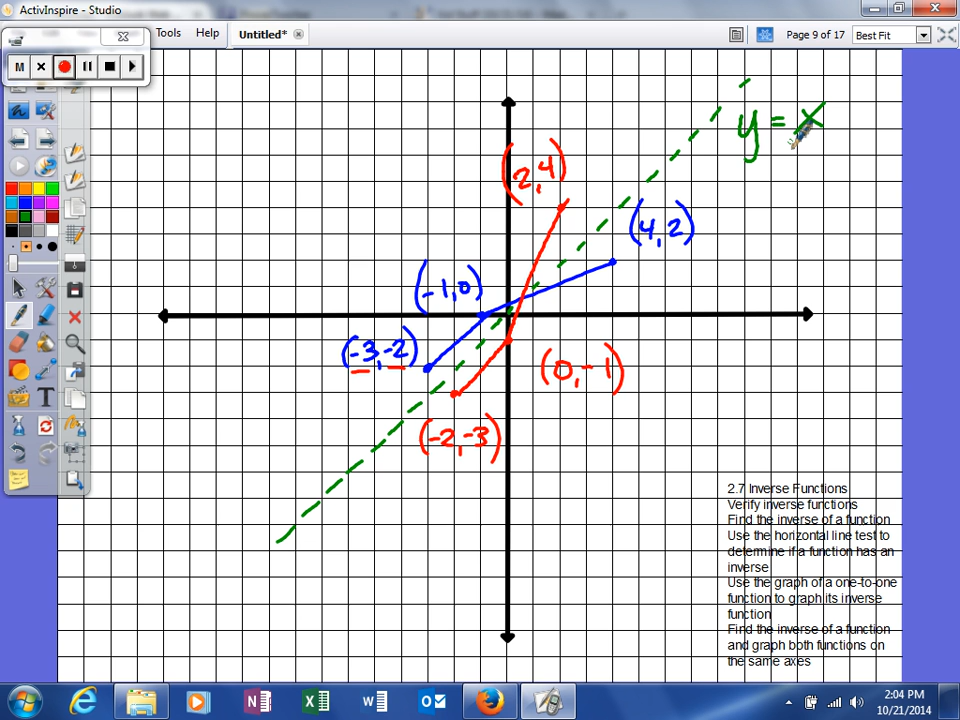 ActivInspire - Studio
Tools Help Untitled*
Page 9 of 17 Best Fit
M
y = x
(2,4)
(4,2)
(-1,0)
(-3,-2)
(0,-1)
(-2,-3)
2.7 Inverse Functions
Verify inverse functions
Find the inverse of a function
Use the horizontal line test to
determine if a function has an
inverse
Use the graph of a one-to-one
function to graph its inverse
function
Find the inverse of a function
and graph both functions on
the same axes
2:04 PM
10/21/2014